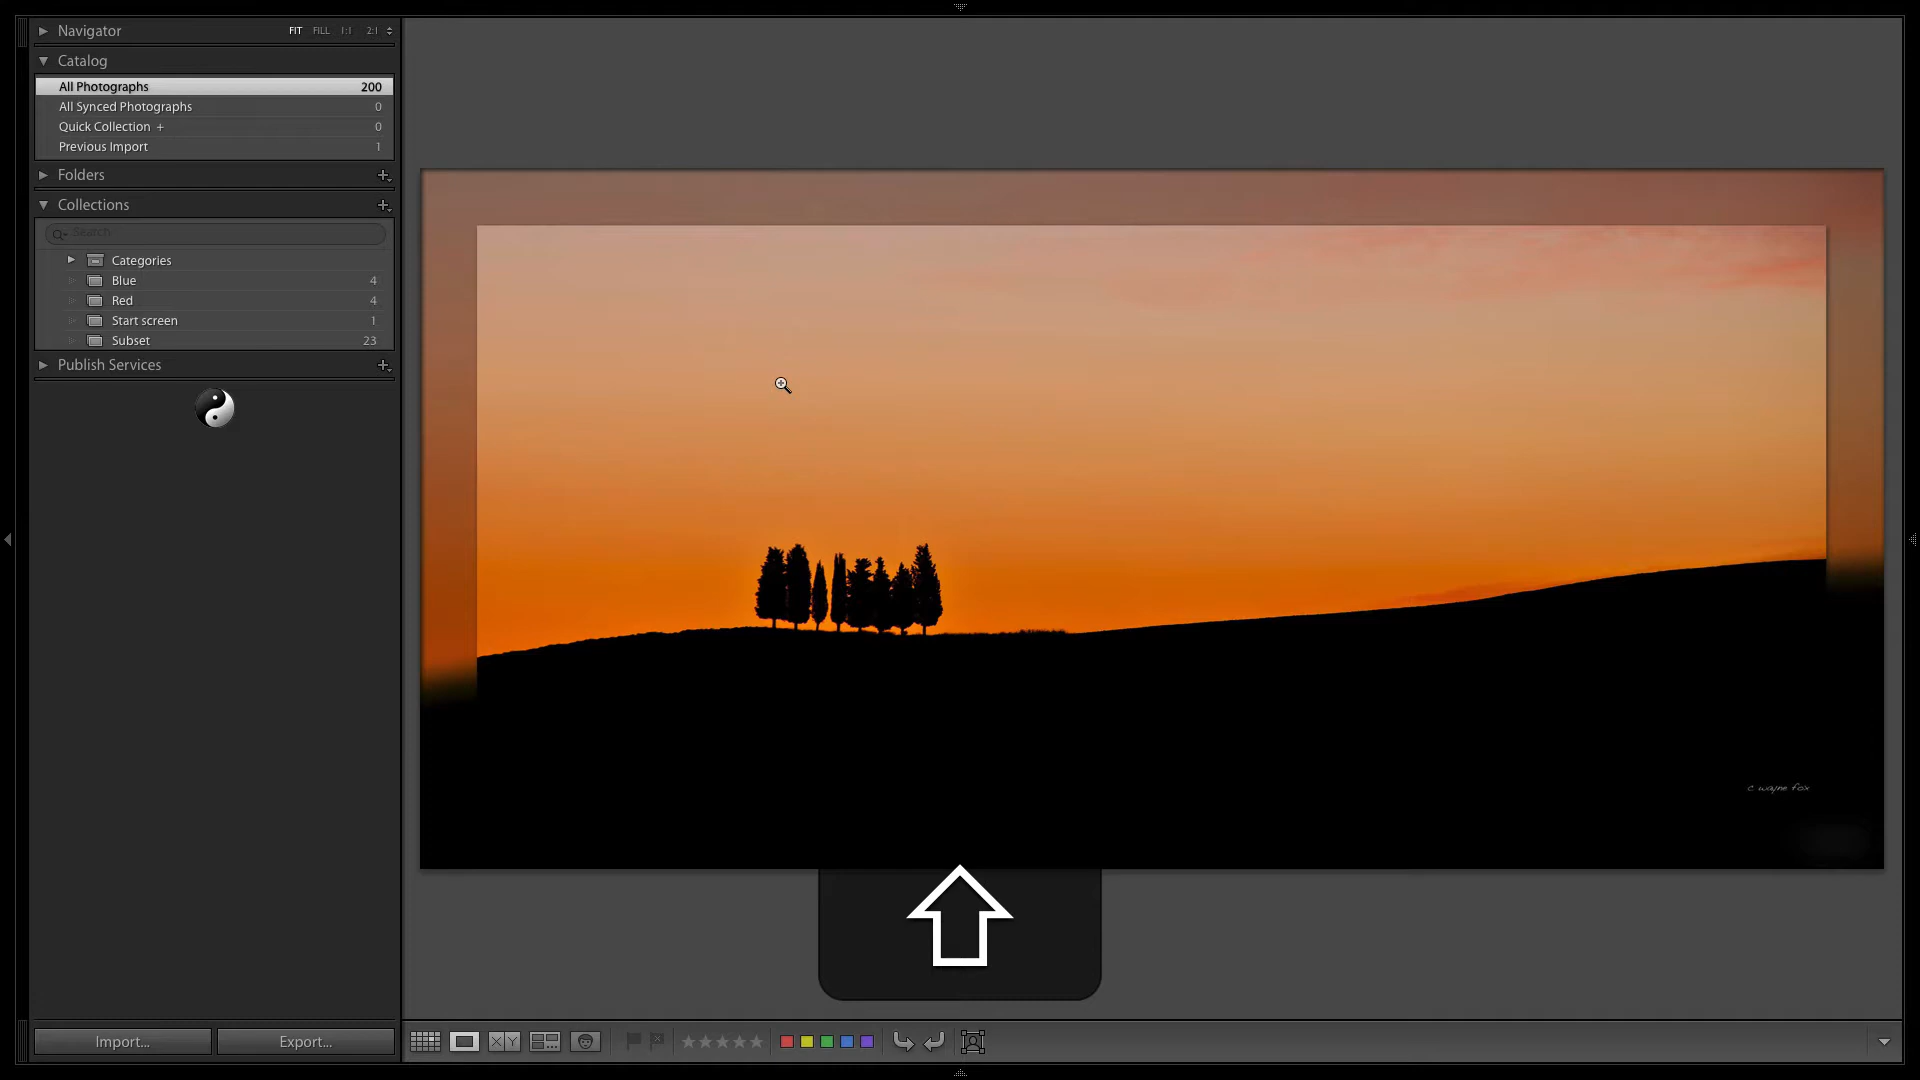 Navigator FIT FILL 1:1 2:1
Catalog
All Photographs 200
All Synced Photographs 0
Quick Collection + 0
Previous Import 1
Folders
Collections
Search
Categories
Blue 4
Red 4
Start screen 1
Subset 23
Publish Services
c wayne fox
Import... Export...
X Y